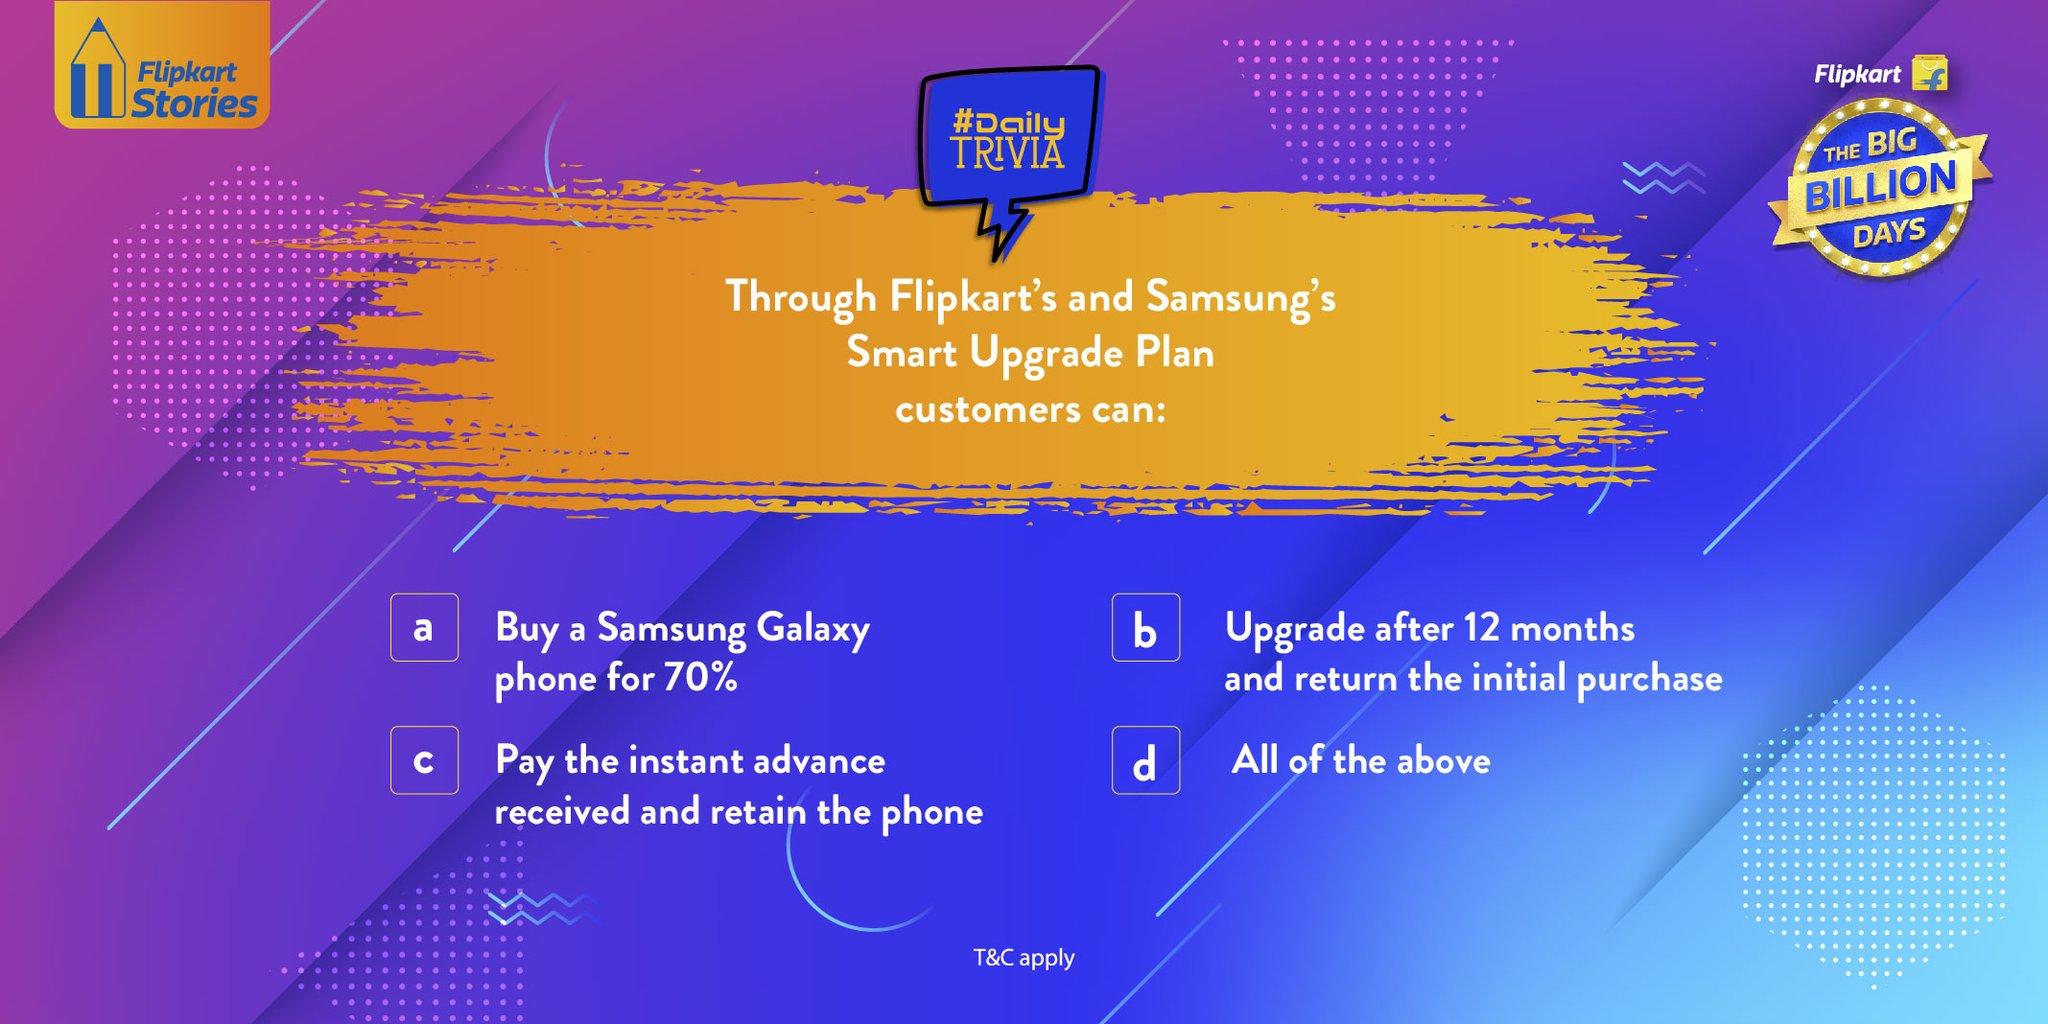 Flipkart
Stories
#Daily
TRIVIA
Flipkart
THE BIG
BILLION
DAYS
Through Flipkart's and Samsung's
Smart Upgrade Plan
customers can:
a
Buy a Samsung Galaxy
phone for 70%
b
Upgrade after 12 months
and return the initial purchase
c
Pay the instant advance
received and retain the phone
d
All of the above
T&C apply